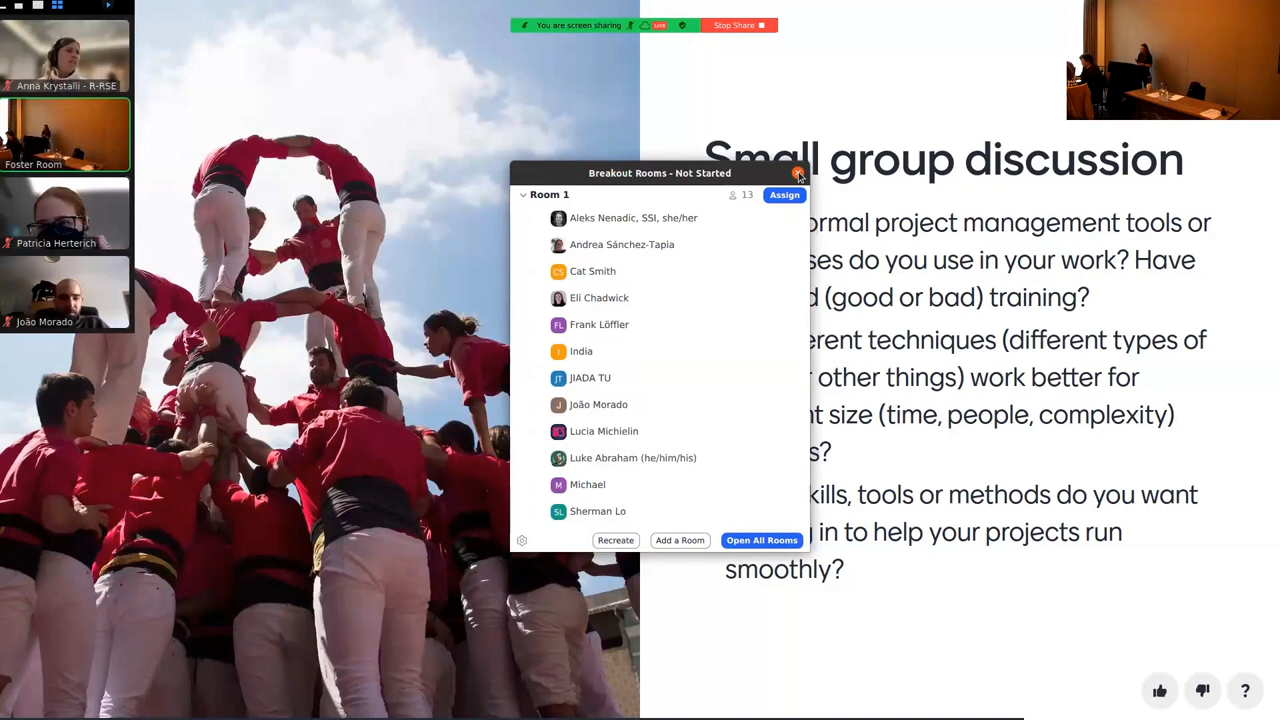 You are screen sharing
LIVE
Stop Share
Anna Krystalli - R-RSE
Foster Room
Patricia Herterich
João Morado
Breakout Rooms - Not Started
Room 1
13
Assign
Aleks Nenadic, SSI, she/her
Andrea Sánchez-Tapia
CS Cat Smith
Eli Chadwick
FL Frank Löffler
I India
JT JIADA TU
J João Morado
Lucia Michielin
Luke Abraham (he/him/his)
M Michael
SL Sherman Lo
Recreate
Add a Room
Open All Rooms
Small group discussion
ormal project management tools or
ses do you use in your work? Have
d (good or bad) training?
erent techniques (different types of
other things) work better for
nt size (time, people, complexity)
s?
kills, tools or methods do you want
in to help your projects run
smoothly?
?